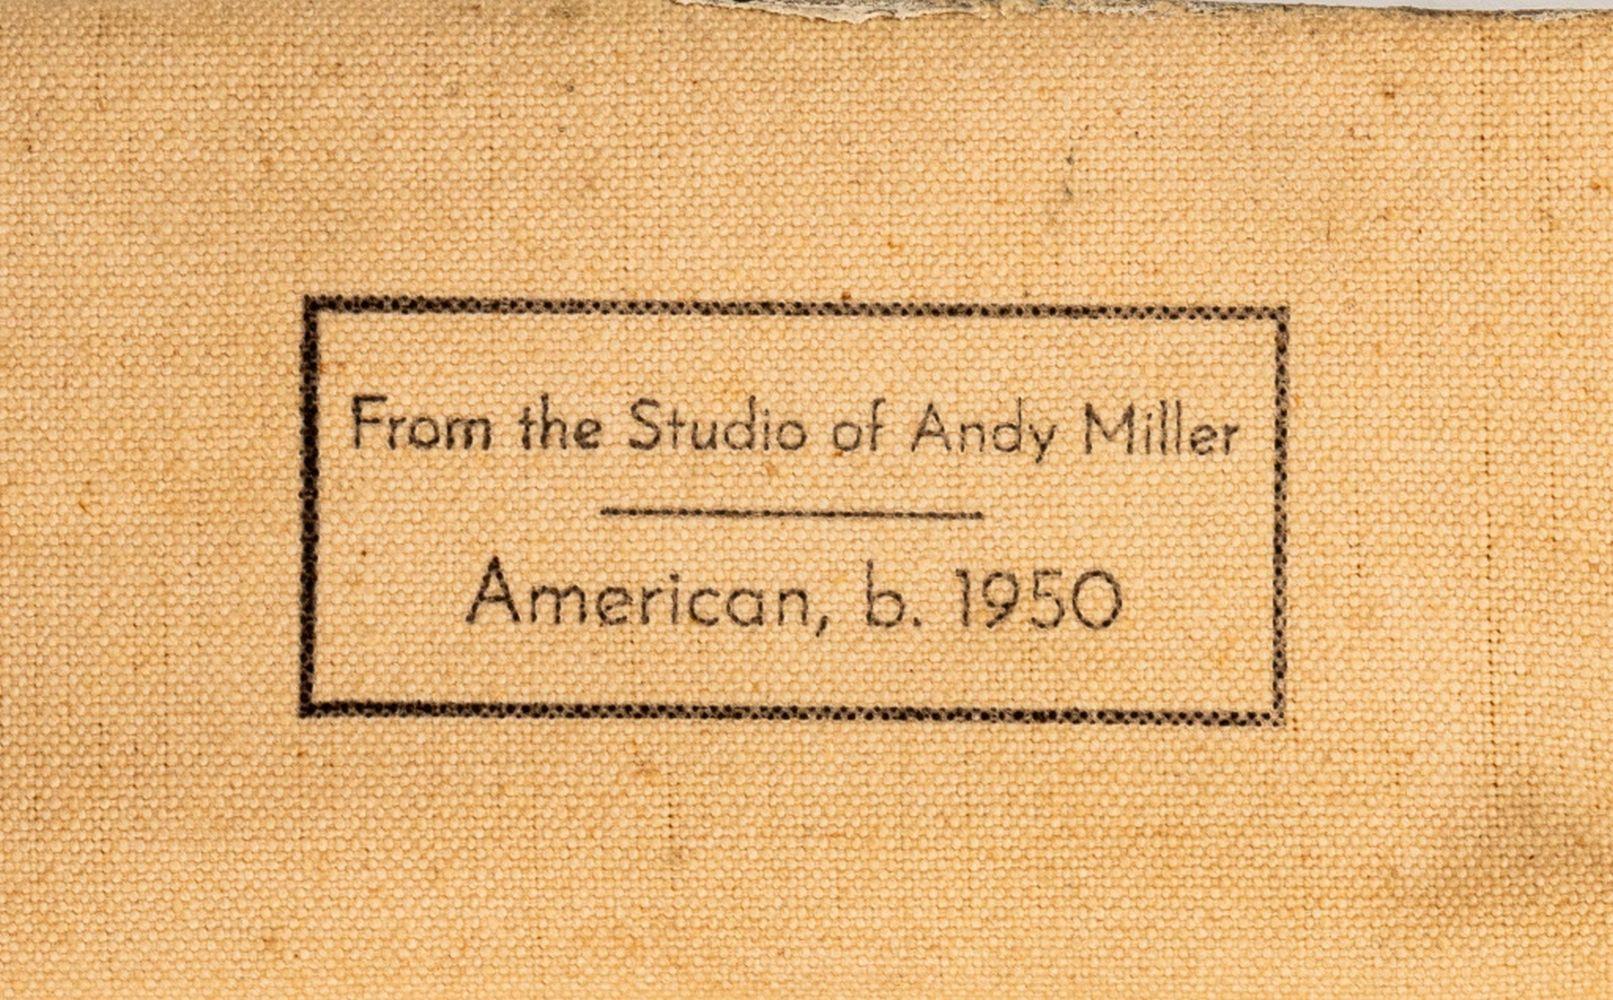 From the Studio of Andy Miller
American, b. 1950